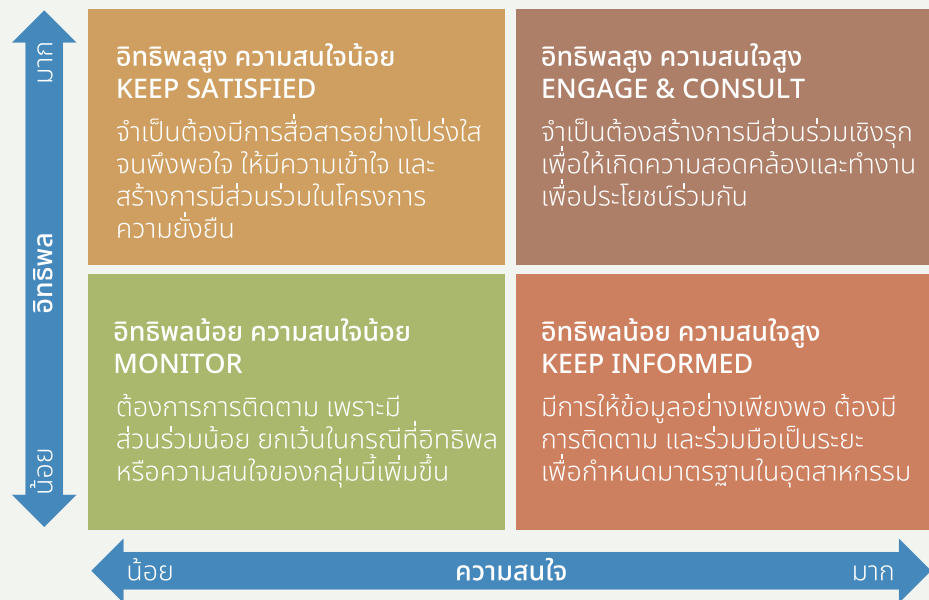 มาก
อิทธิพล
น้อย
อิทธิพลสูง ความสนใจน้อย
KEEP SATISFIED
จำเป็นต้องมีการสื่อสารอย่างโปร่งใส
จนพึงพอใจ ให้มีความเข้าใจ และ
สร้างการมีส่วนร่วมในโครงการ
ความยั่งยืน
อิทธิพลสูง ความสนใจสูง
ENGAGE & CONSULT
จำเป็นต้องสร้างการมีส่วนร่วมเชิงรุก
เพื่อให้เกิดความสอดคล้องและทำงาน
เพื่อประโยชน์ร่วมกัน
อิทธิพลน้อย ความสนใจน้อย
MONITOR
ต้องการการติดตาม เพราะมี
ส่วนร่วมน้อย ยกเว้นในกรณีที่อิทธิพล
หรือความสนใจของกลุ่มนี้เพิ่มขึ้น
อิทธิพลน้อย ความสนใจสูง
KEEP INFORMED
มีการให้ข้อมูลอย่างเพียงพอ ต้องมี
การติดตาม และร่วมมือเป็นระยะ
เพื่อกำหนดมาตรฐานในอุตสาหกรรม
น้อย
ความสนใจ
มาก